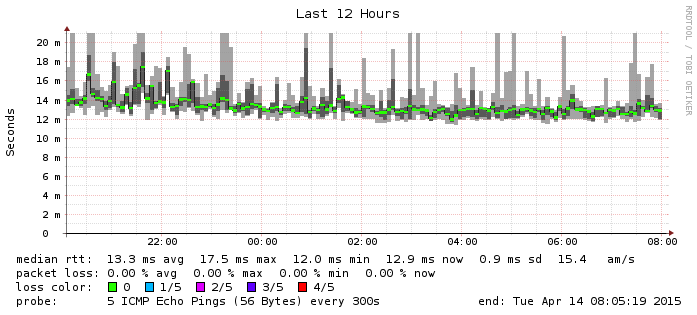 Last 12 Hours
RRDTOOL / TOBI OETIKER
Seconds
20 m
18 m
16 m
14 m
12 m
10 m
8 m
6 m
4 m
2 m
0
22:00 00:00 02:00 04:00 06:00 08:00
median rtt: 13.3 ms avg 17.5 ms max 12.0 ms min 12.9 ms now 0.9 ms sd 15.4 am/s
packet loss: 0.00 % avg 0.00 % max 0.00 % min 0.00 % now
loss color: 0 1/5 2/5 3/5 4/5
probe: 5 ICMP Echo Pings (56 Bytes) every 300s end: Tue Apr 14 08:05:19 2015